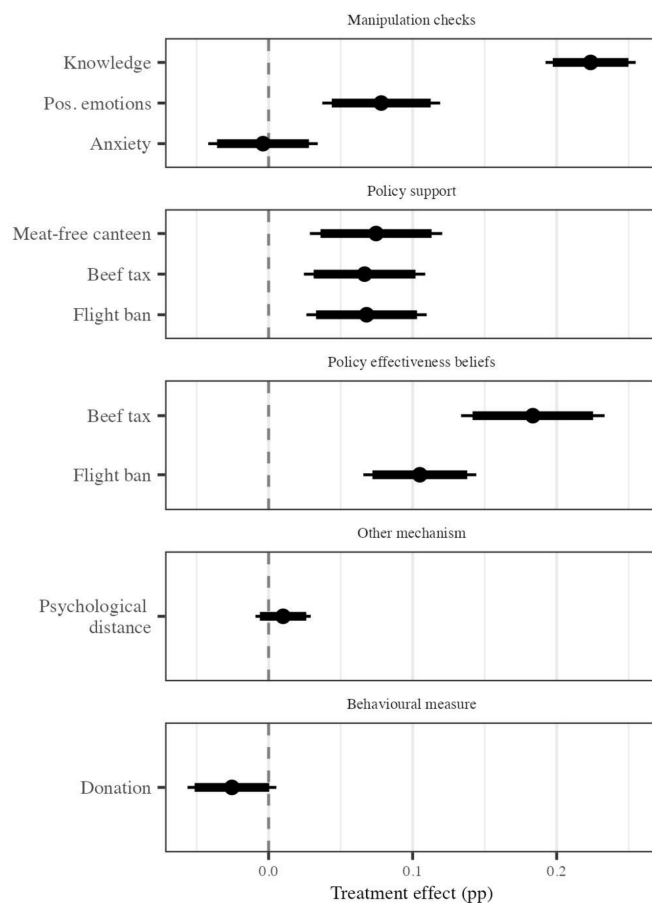 Manipulation checks
Knowledge
Pos. emotions
Anxiety
Policy support
Meat-free canteen
Beef tax
Flight ban
Policy effectiveness beliefs
Beef tax
Flight ban
Other mechanism
Psychological
distance
Behavioural measure
Donation
0.0 0.1 0.2
Treatment effect (pp)